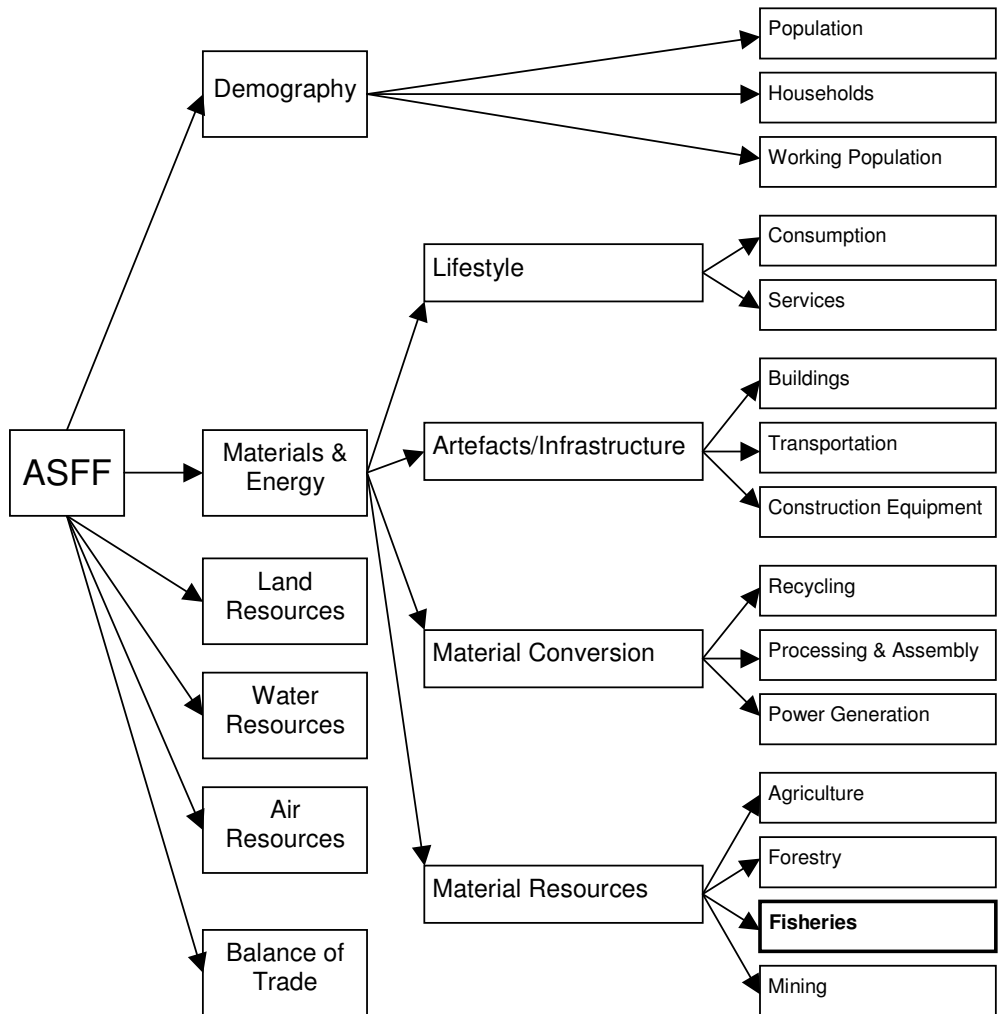 Population
Demography
Households
Working Population
Consumption
Lifestyle
Services
Buildings
ASFF
Materials &
Energy
Artefacts/Infrastructure
Transportation
Construction Equipment
Land
Resources
Recycling
Material Conversion
Processing & Assembly
Water
Resources
Power Generation
Air
Resources
Agriculture
Forestry
Material Resources
Fisheries
Balance of
Trade
Mining